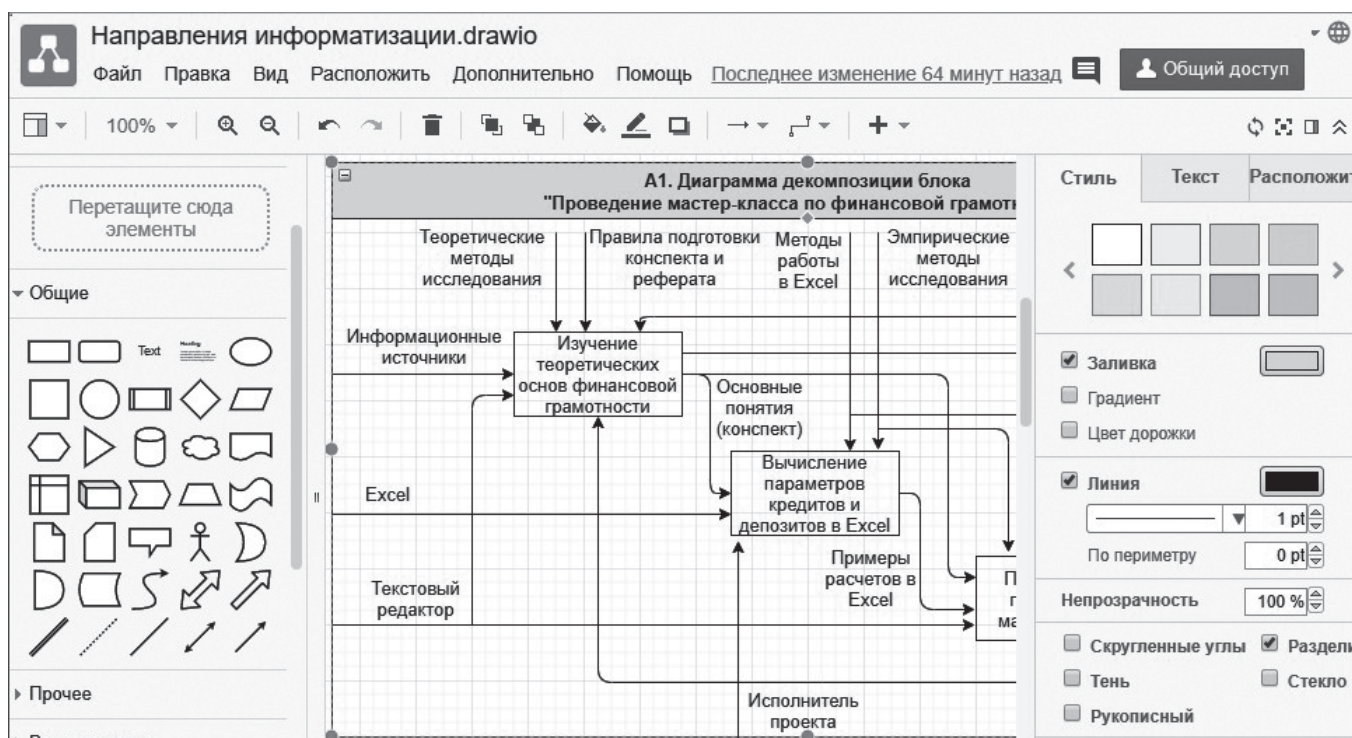 Направления информатизации.drawio
Файл Правка Вид Расположить Дополнительно Помощь Последнее изменение 64 минут назад
Общий доступ
100%
Перетащите сюда
элементы
Общие
Text
Heading
Прочее
А1. Диаграмма декомпозиции блока
"Проведение мастер-класса по финансовой грамотн
Теоретические
методы
исследования
Правила подготовки
конспекта и
реферата
Методы
работы
в Excel
Эмпирические
методы
исследования
Информационные
источники
Изучение
теоретических
основ финансовой
грамотности
Основные
понятия
(конспект)
Excel
Вычисление
параметров
кредитов и
депозитов в Excel
Текстовый
редактор
Примеры
расчетов в
Excel
П
г
ма
Исполнитель
проекта
Стиль Текст Расположит
Заливка
Градиент
Цвет дорожки
Линия
1 pt
По периметру 0 pt
Непрозрачность 100 %
Скругленные углы Раздели
Тень Стекло
Рукописный